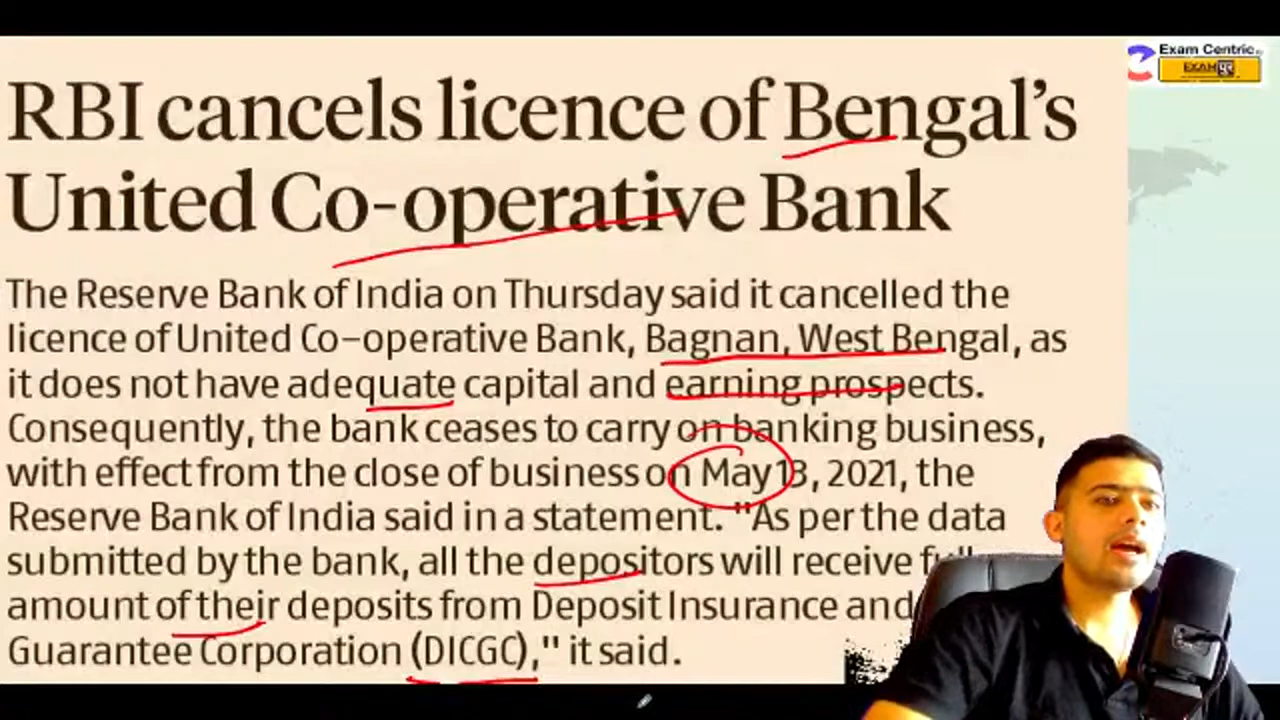 Exam Centric
EXAM
RBI cancels licence of Bengal's
United Co-operative Bank
The Reserve Bank of India on Thursday said it cancelled the
licence of United Co-operative Bank, Bagnan, West Bengal, as
it does not have adequate capital and earning prospects.
Consequently, the bank ceases to carry on banking business,
with effect from the close of business on May 13, 2021, the
Reserve Bank of India said in a statement. "As per the data
submitted by the bank, all the depositors will receive
amount of their deposits from Deposit Insurance and
Guarantee Corporation (DICGC)," it said.